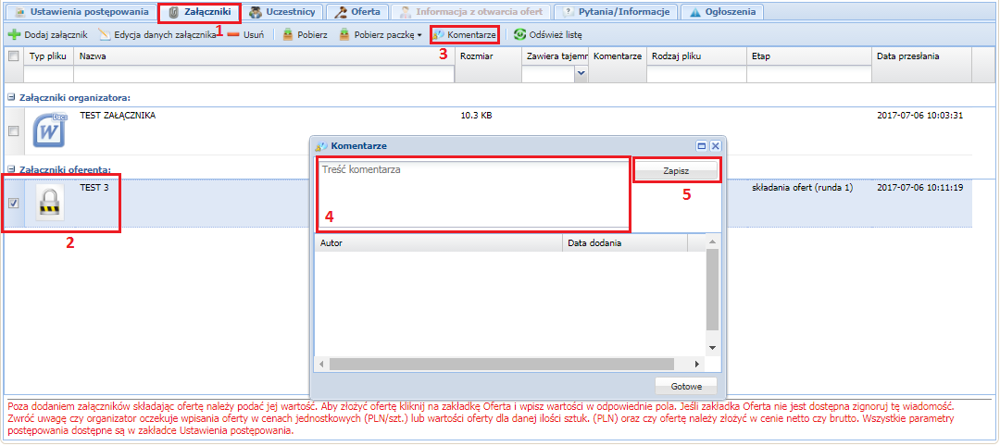 Ustawienia postępowania Załączniki Uczestnicy Oferta Informacja z otwarcia ofert Pytania/Informacje Ogłoszenia
1
Dodaj załącznik Edycja danych załącznika Usuń Pobierz Pobierz paczkę Komentarze Odśwież listę
3
Typ pliku Nazwa Rozmiar Zawiera tajemn Komentarze Rodzaj pliku Etap Data przesłania
Załączniki organizatora:
TEST ZAŁĄCZNIKA 10.3 KB 2017-07-06 10:03:31
Docx
W
Komentarze
Załączniki oferenta:
Treść komentarza
Zapisz
TEST 3 składania ofert (runda 1) 2017-07-06 10:11:19
5
4
2
Autor Data dodania
Gotowe
Poza dodaniem załączników składając ofertę należy podać jej wartość. Aby złożyć ofertę kliknij na zakładkę Oferta i wpisz wartości w odpowiednie pola. Jeśli zakładka Oferta nie jest dostępna zignoruj tę wiadomość.
Zwróć uwagę czy organizator oczekuje wpisania oferty w cenach jednostkowych (PLN/szt.) lub wartości oferty dla danej ilości sztuk. (PLN) oraz czy ofertę należy złożyć w cenie netto czy brutto. Wszystkie parametry
postępowania dostępne są w zakładce Ustawienia postępowania.